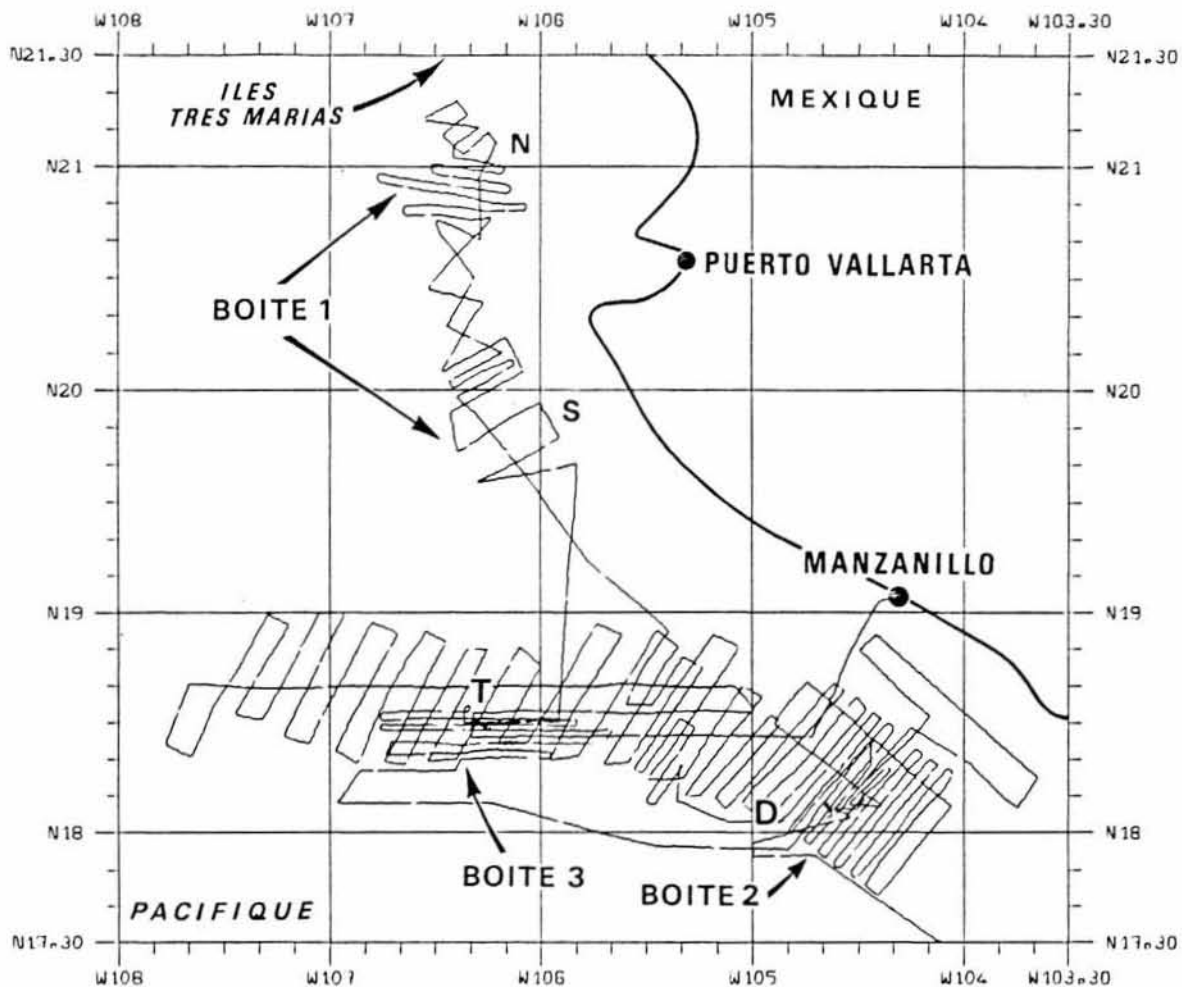 W108 W107 W106 W105 W104 W103.30
N21.30 N21.30
ILES
TRES MARIAS
MEXIQUE
N
N21 N21
PUERTO VALLARTA
BOITE 1
N20 N20
S
MANZANILLO
N19 N19
T
D
N18 N18
BOITE 3
BOITE 2
PACIFIQUE
N17.30 N17.30
W108 W107 W106 W105 W104 W103.30